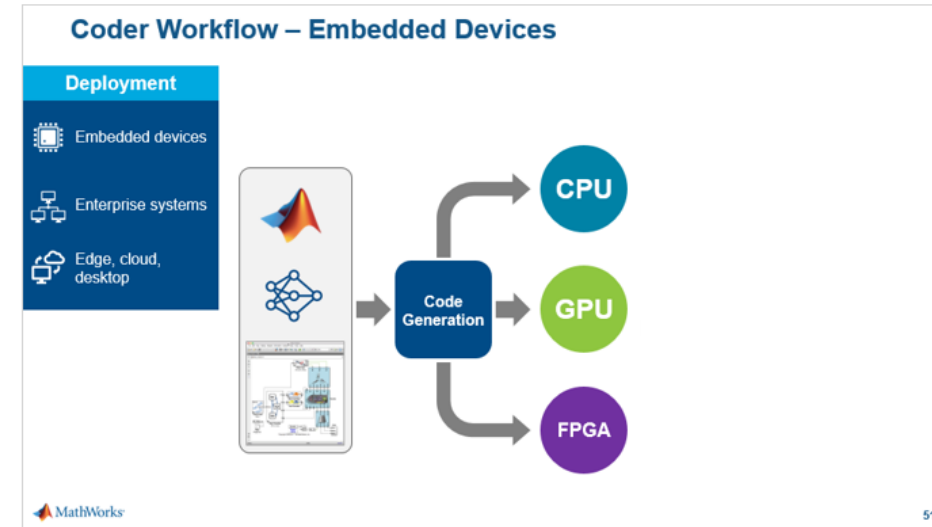 Coder Workflow – Embedded Devices
Deployment
Embedded devices
Enterprise systems
Edge, cloud,
desktop
Code
Generation
CPU
GPU
FPGA
MathWorks